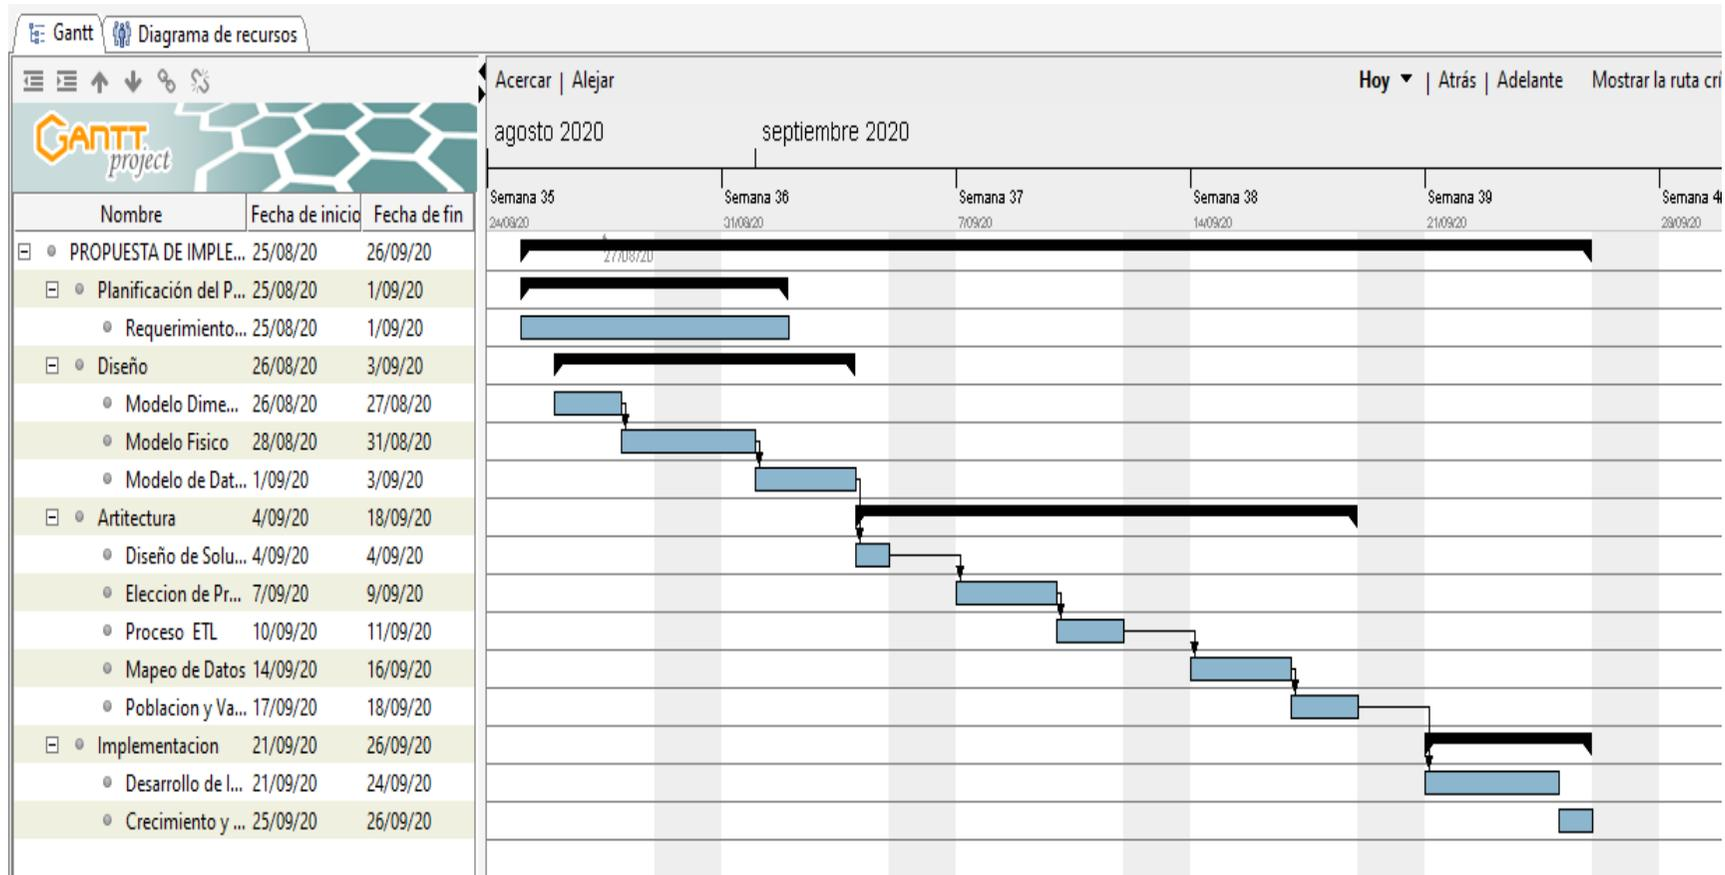 Gantt Diagrama de recursos
Acercar | Alejar Hoy | Atrás | Adelante Mostrar la ruta crí
GANTT
project
agosto 2020 septiembre 2020
Semana 35 Semana 36 Semana 37 Semana 38 Semana 39 Semana 4
24/08/20 31/08/20 7/09/20 14/09/20 21/09/20 28/09/20
Nombre Fecha de inicio Fecha de fin
PROPUESTA DE IMPLE... 25/08/20 26/09/20
27/08/20
Planificación del P... 25/08/20 1/09/20
Requerimiento... 25/08/20 1/09/20
Diseño 26/08/20 3/09/20
Modelo Dime... 26/08/20 27/08/20
Modelo Fisico 28/08/20 31/08/20
Modelo de Dat... 1/09/20 3/09/20
Artitectura 4/09/20 18/09/20
Diseño de Solu... 4/09/20 4/09/20
Eleccion de Pr... 7/09/20 9/09/20
Proceso ETL 10/09/20 11/09/20
Mapeo de Datos 14/09/20 16/09/20
Poblacion y Va... 17/09/20 18/09/20
Implementacion 21/09/20 26/09/20
Desarrollo de I... 21/09/20 24/09/20
Crecimiento y ... 25/09/20 26/09/20